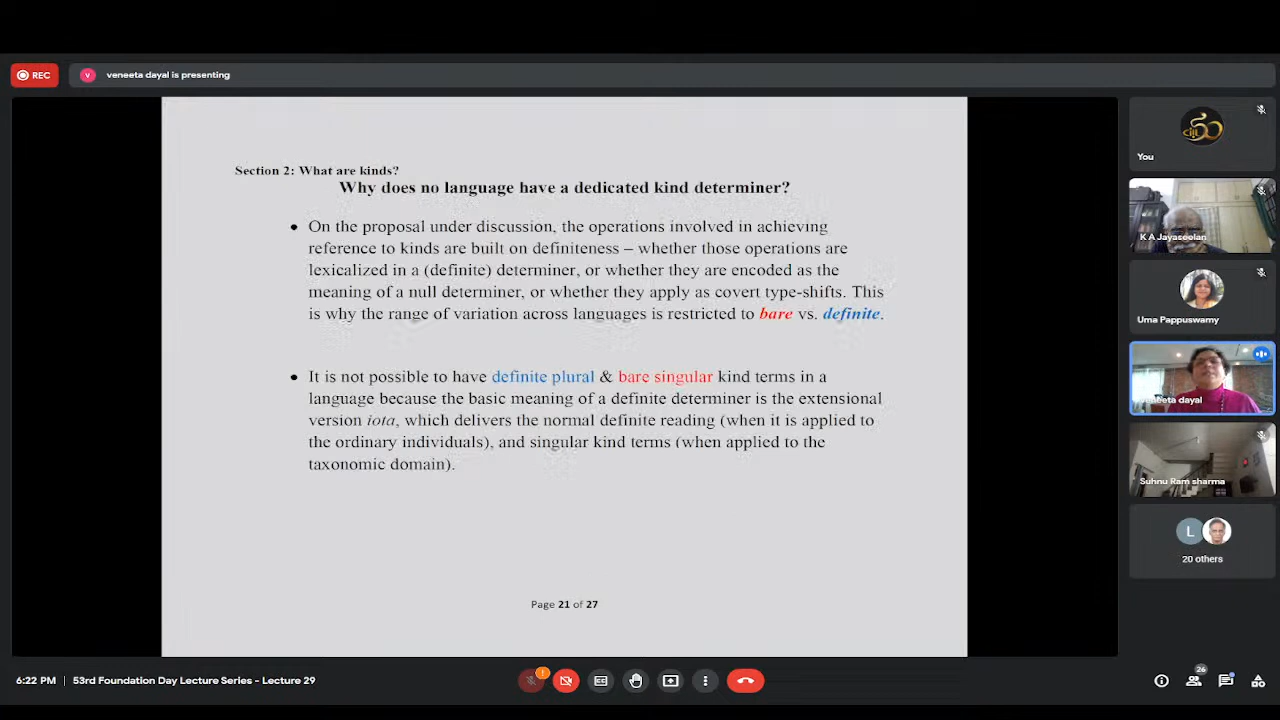 REC
v
veneeta dayal is presenting
Section 2: What are kinds?
Why does no language have a dedicated kind determiner?
• On the proposal under discussion, the operations involved in achieving
reference to kinds are built on definiteness – whether those operations are
lexicalized in a (definite) determiner, or whether they are encoded as the
meaning of a null determiner, or whether they apply as covert type-shifts. This
is why the range of variation across languages is restricted to bare vs. definite.
• It is not possible to have definite plural & bare singular kind terms in a
language because the basic meaning of a definite determiner is the extensional
version iota, which delivers the normal definite reading (when it is applied to
the ordinary individuals), and singular kind terms (when applied to the
taxonomic domain).
Page 21 of 27
You
K A Jayaseelan
Uma Pappuswamy
veneeta dayal
Suhnu Ram sharma
L
20 others
6:22 PM | 53rd Foundation Day Lecture Series - Lecture 29
!
26